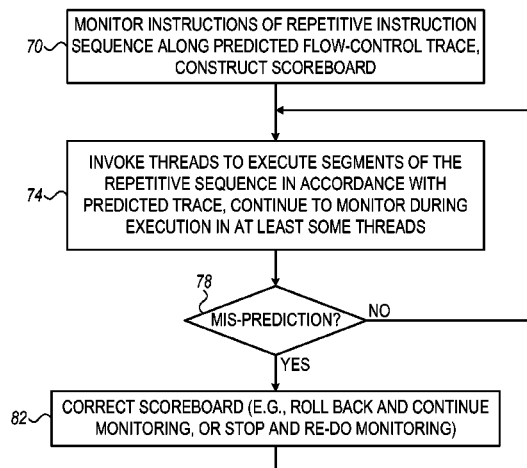 70
MONITOR INSTRUCTIONS OF REPETITIVE INSTRUCTION
SEQUENCE ALONG PREDICTED FLOW-CONTROL TRACE,
CONSTRUCT SCOREBOARD
74
INVOKE THREADS TO EXECUTE SEGMENTS OF THE
REPETITIVE SEQUENCE IN ACCORDANCE WITH
PREDICTED TRACE, CONTINUE TO MONITOR DURING
EXECUTION IN AT LEAST SOME THREADS
78
MIS-PREDICTION?
NO
YES
82
CORRECT SCOREBOARD (E.G., ROLL BACK AND CONTINUE
MONITORING, OR STOP AND RE-DO MONITORING)